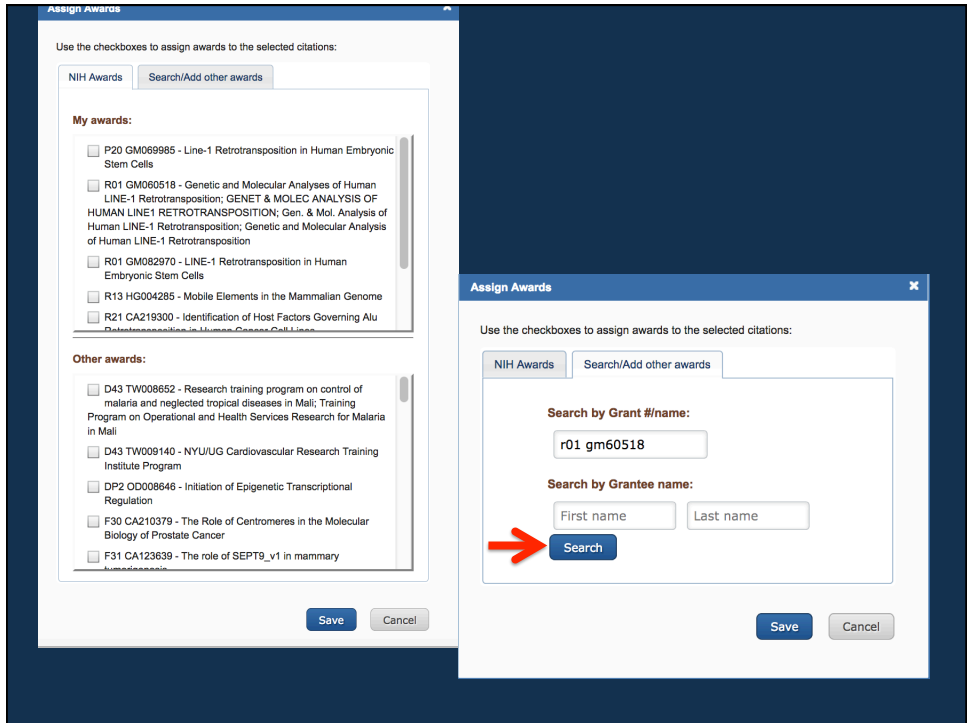 Assign Awards
Use the checkboxes to assign awards to the selected citations:
NIH Awards
Search/Add other awards
My awards:
P20 GM069985 - Line-1 Retrotransposition in Human Embryonic
Stem Cells
R01 GM060518 - Genetic and Molecular Analyses of Human
LINE-1 Retrotransposition; GENET & MOLEC ANALYSIS OF
HUMAN LINE1 RETROTRANSPOSITION; Gen. & Mol. Analysis of
Human LINE-1 Retrotransposition; Genetic and Molecular Analysis
of Human LINE-1 Retrotransposition
R01 GM082970 - LINE-1 Retrotransposition in Human
Embryonic Stem Cells
R13 HG004285 - Mobile Elements in the Mammalian Genome
R21 CA219300 - Identification of Host Factors Governing Alu
Retrotransposition in Human Cancer Cell Lines
Other awards:
D43 TW008652 - Research training program on control of
malaria and neglected tropical diseases in Mali; Training
Program on Operational and Health Services Research for Malaria
in Mali
D43 TW009140 - NYU/UG Cardiovascular Research Training
Institute Program
DP2 OD008646 - Initiation of Epigenetic Transcriptional
Regulation
F30 CA210379 - The Role of Centromeres in the Molecular
Biology of Prostate Cancer
F31 CA123639 - The role of SEPT9_v1 in mammary
tumorigenesis
Save
Cancel
Assign Awards
Use the checkboxes to assign awards to the selected citations:
NIH Awards
Search/Add other awards
Search by Grant #/name:
r01 gm60518
Search by Grantee name:
First name
Last name
Search
Save
Cancel